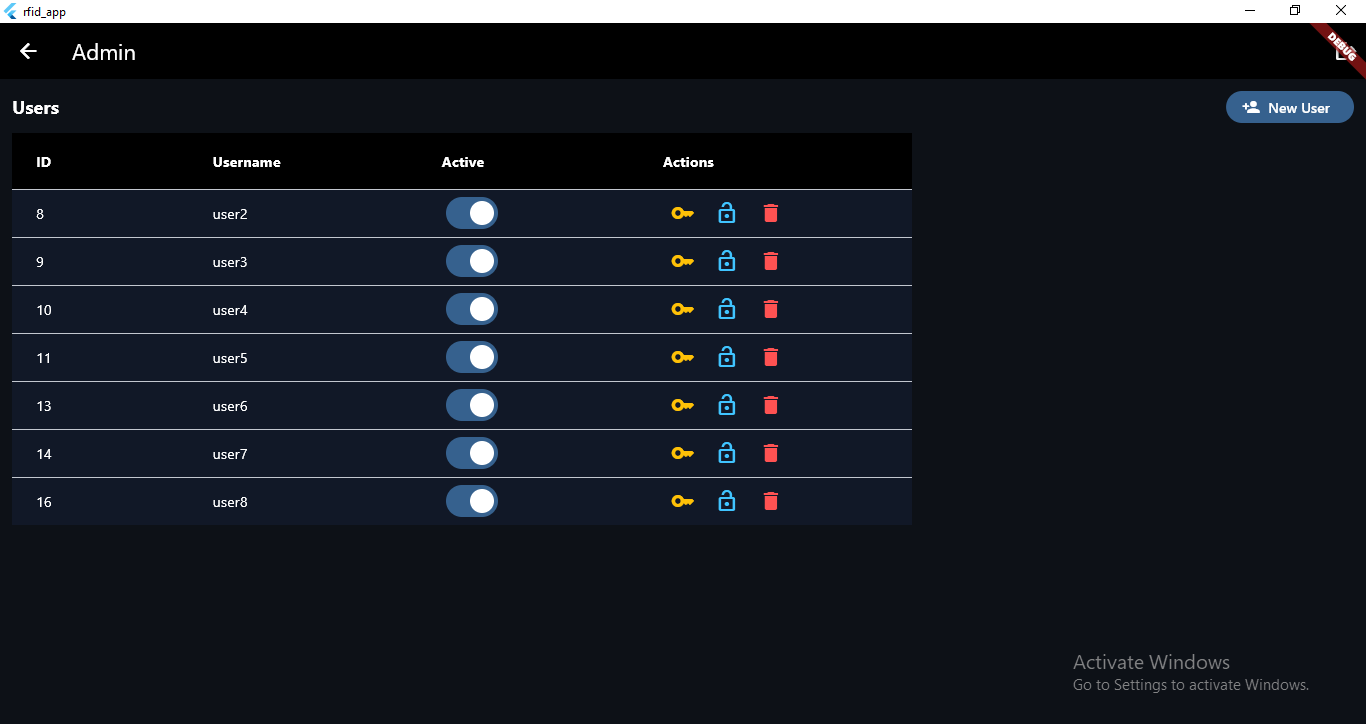 rfid_app
Admin
DEBUG
Users
New User
ID Username Active Actions
8 user2
9 user3
10 user4
11 user5
13 user6
14 user7
16 user8
Activate Windows
Go to Settings to activate Windows.